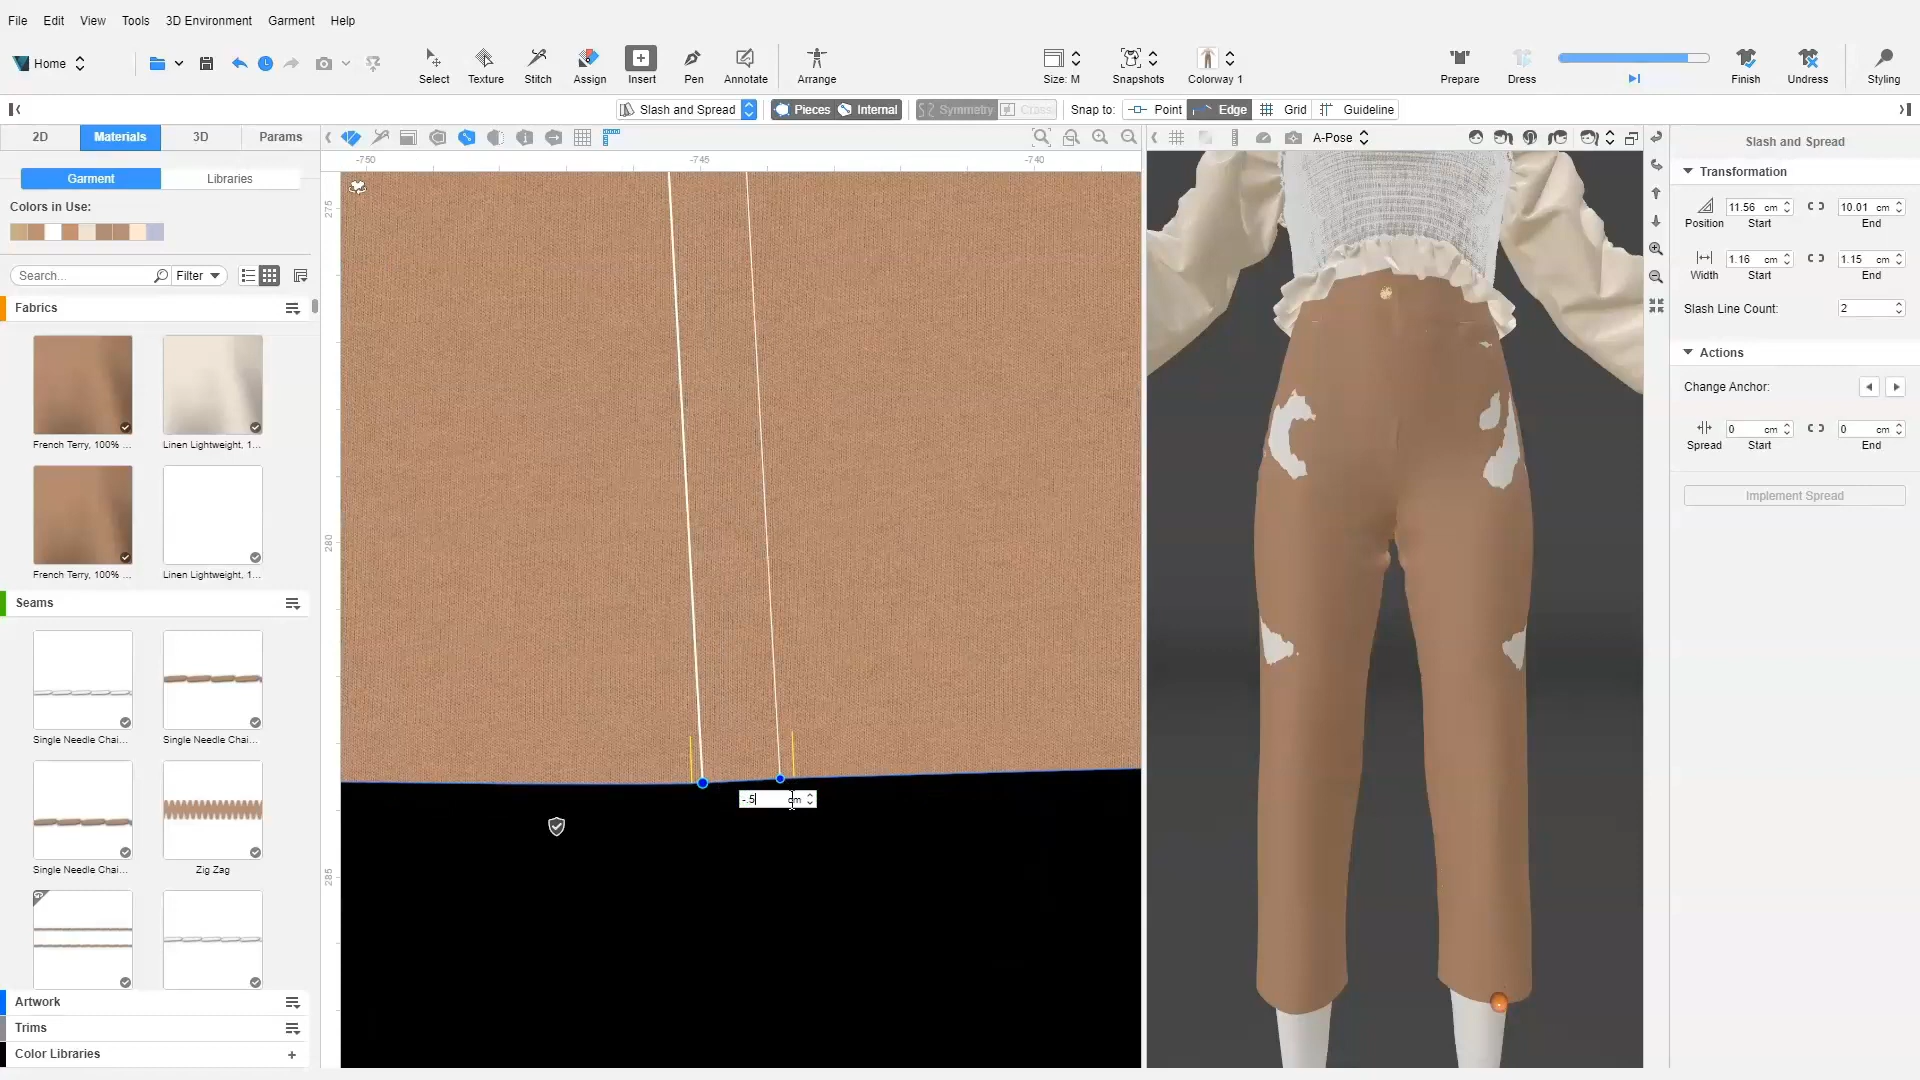 File Edit View Tools 3D Environment Garment Help
Home Select Texture Stitch Assign Insert Pen Annotate Arrange Size: M Snapshots Colorway 1 Prepare Dress Finish Undress Styling
Slash and Spread Pieces Internal Symmetry Cross Snap to: Point Edge Grid Guideline
2D Materials 3D Params
A-Pose
Slash and Spread
Garment Libraries
Colors in Use:
Search... Filter
Fabrics
French Terry, 100% ... Linen Lightweight, 1...
French Terry, 100% ... Linen Lightweight, 1...
Seams
Single Needle Chai... Single Needle Chai...
Single Needle Chai... Zig Zag
Artwork
Trims
Color Libraries +
-750 -745 -740
275
280
285
-.5 cm
Transformation
Position 11.56 cm 10.01 cm
Start End
Width 1.16 cm 1.15 cm
Start End
Slash Line Count: 2
Actions
Change Anchor:
Spread 0 cm 0 cm
Start End
Implement Spread